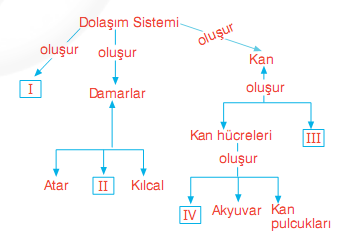 Dolaşım Sistemi
oluşur
oluşur
oluşur
I
Damarlar
Kan
oluşur
Kan hücreleri
III
oluşur
Atar
II
Kılcal
IV
Akyuvar
Kan
pulcukları